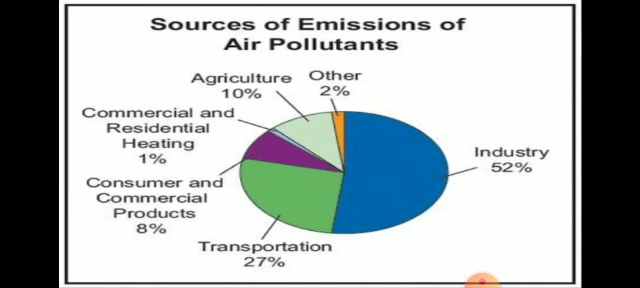 Sources of Emissions of
Air Pollutants
Agriculture
10%
Other
2%
Commercial and
Residential
Heating
1%
Industry
52%
Consumer and
Commercial
Products
8%
Transportation
27%